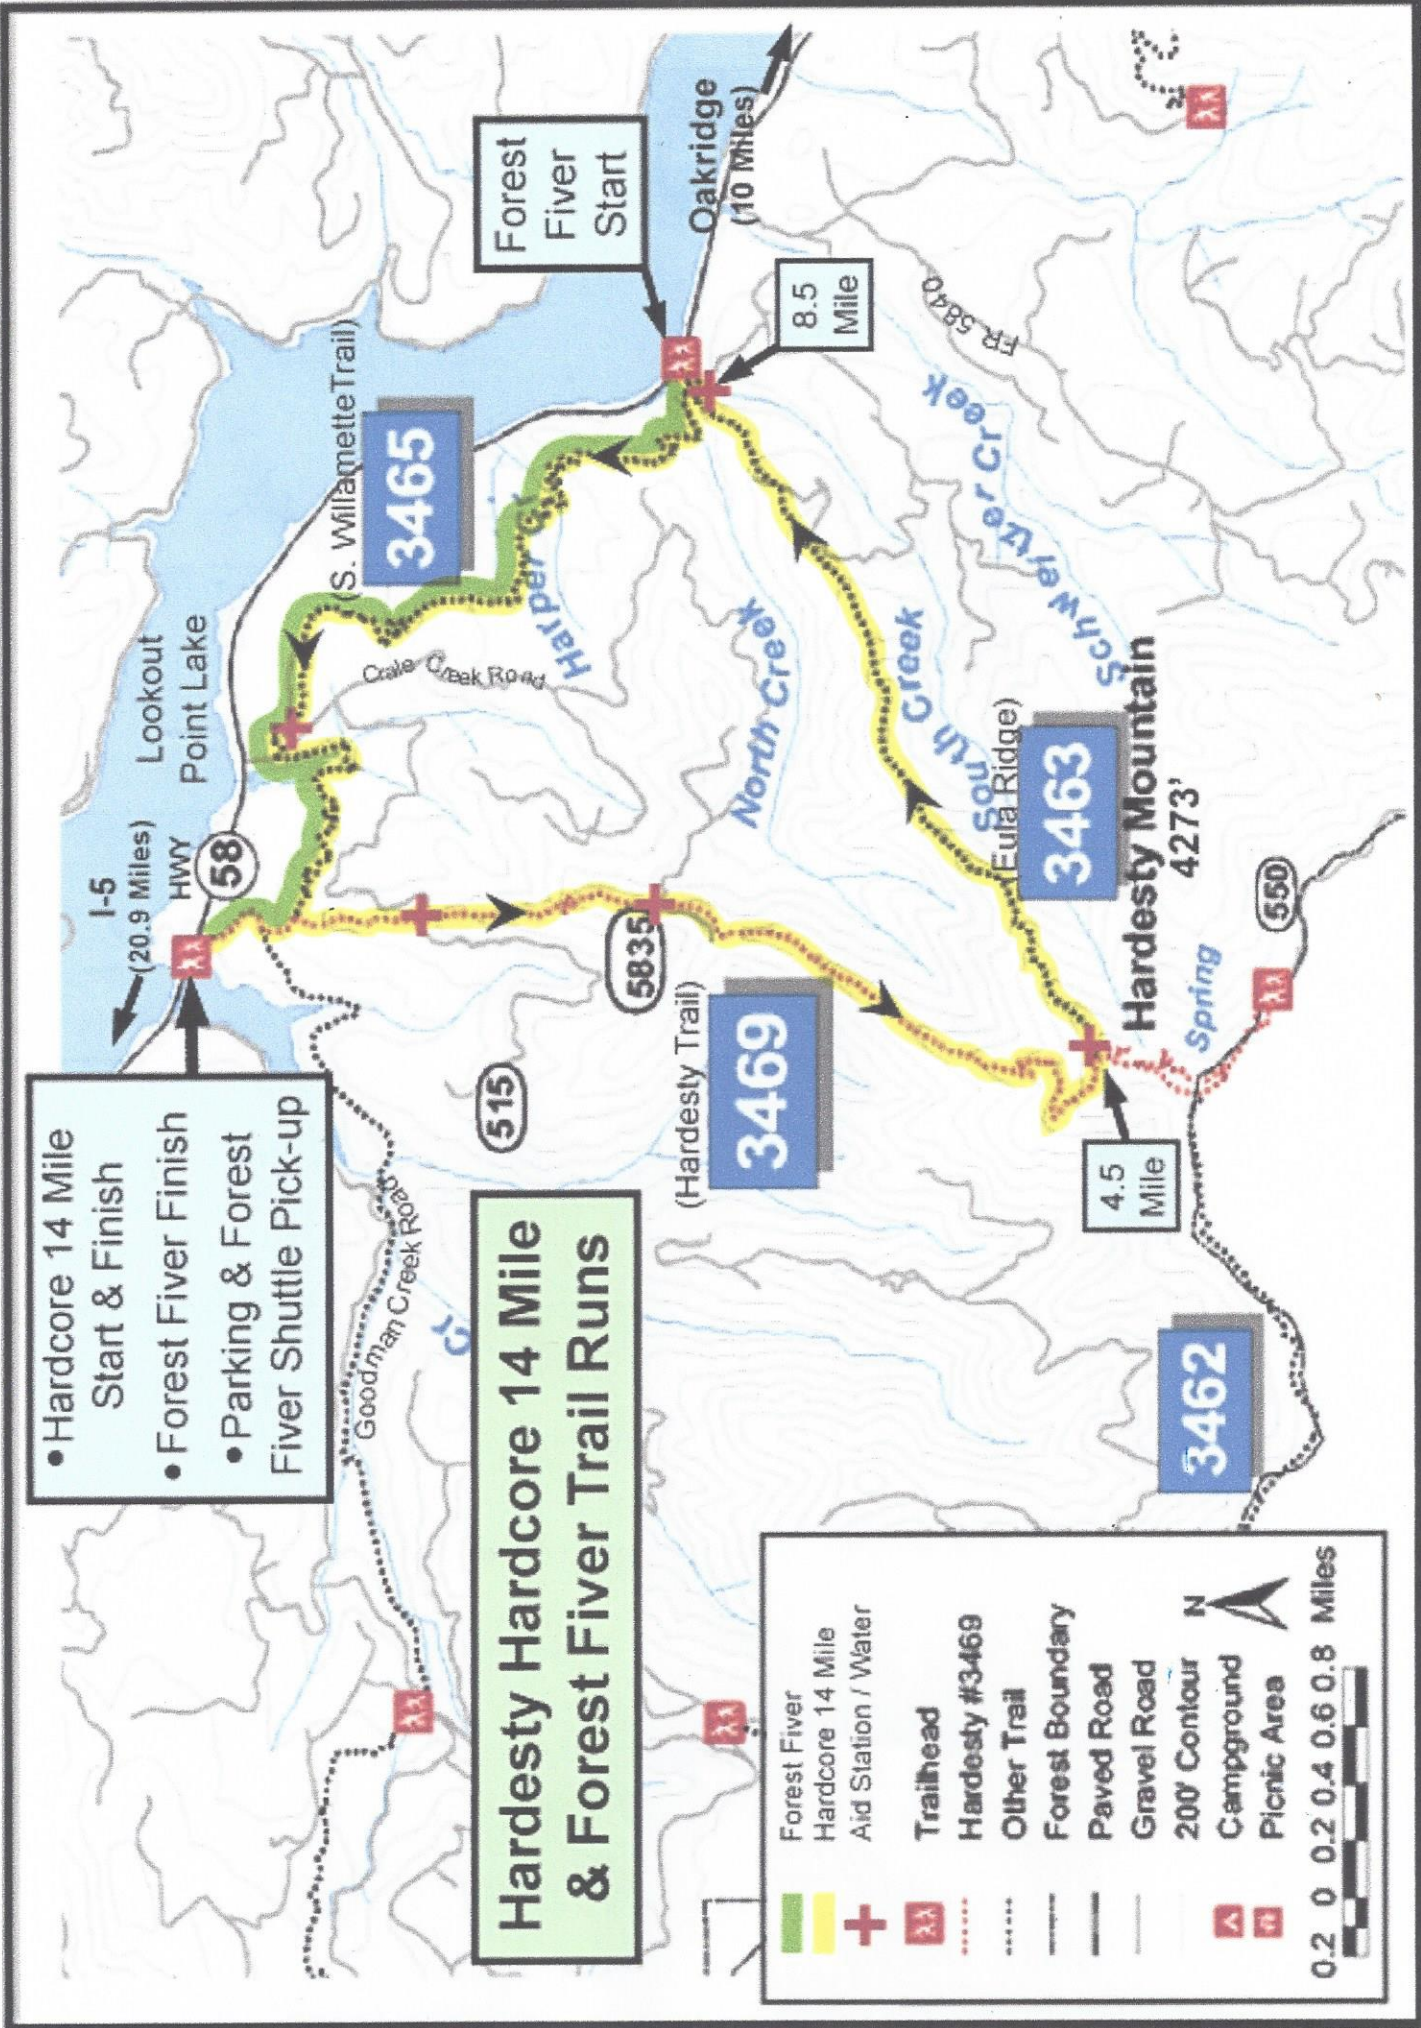 • Hardcore 14 Mile
Start & Finish
• Forest Fiver Finish
• Parking & Forest
Fiver Shuttle Pick-up
I-5
(20.9 Miles)
HWY
58
Lookout
Point Lake
(S. Willamette Trail)
3465
Forest
Fiver
Start
Oakridge
(10 Miles)
8.5
Mile
FR 5840
Goodman Creek Road
Cr
Crale Creek Road
Harper
515
5835
(Hardesty Trail)
3469
North Creek
South Creek
Schweitzer Creek
(Eula Ridge)
3463
Hardesty Mountain
4273'
Spring
550
4.5
Mile
3462
Hardesty Hardcore 14 Mile
& Forest Fiver Trail Runs
Forest Fiver
Hardcore 14 Mile
Aid Station / Water
Trailhead
Hardesty #3469
Other Trail
Forest Boundary
Paved Road
Gravel Road
200' Contour
N
Campground
Picnic Area
0.2 0 0.2 0.4 0.6 0.8 Miles